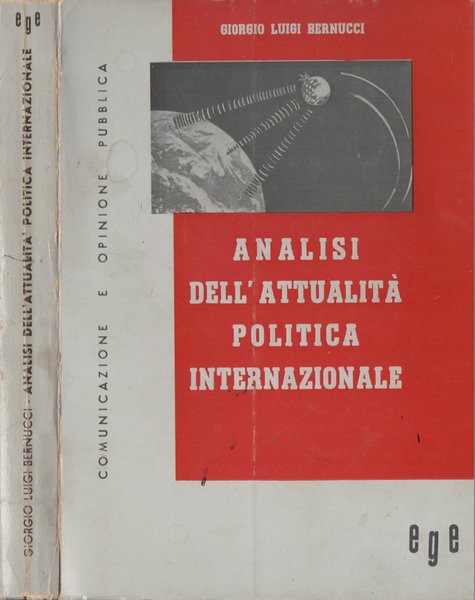 ege
GIORGIO LUIGI BERNUCCI - ANALISI DELL'ATTUALITA' POLITICA INTERNAZIONALE
GIORGIO LUIGI BERNUCCI
COMUNICAZIONE E OPINIONE PUBBLICA
ANALISI
DELL'ATTUALITÀ
POLITICA
INTERNAZIONALE
ege